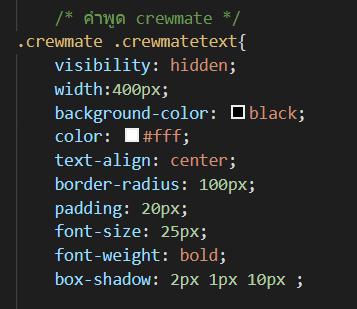 /* คำพูด crewmate */
.crewmate .crewmatetext{
visibility: hidden;
width:400px;
background-color: black;
color: #fff;
text-align: center;
border-radius: 100px;
padding: 20px;
font-size: 25px;
font-weight: bold;
box-shadow: 2px 1px 10px ;